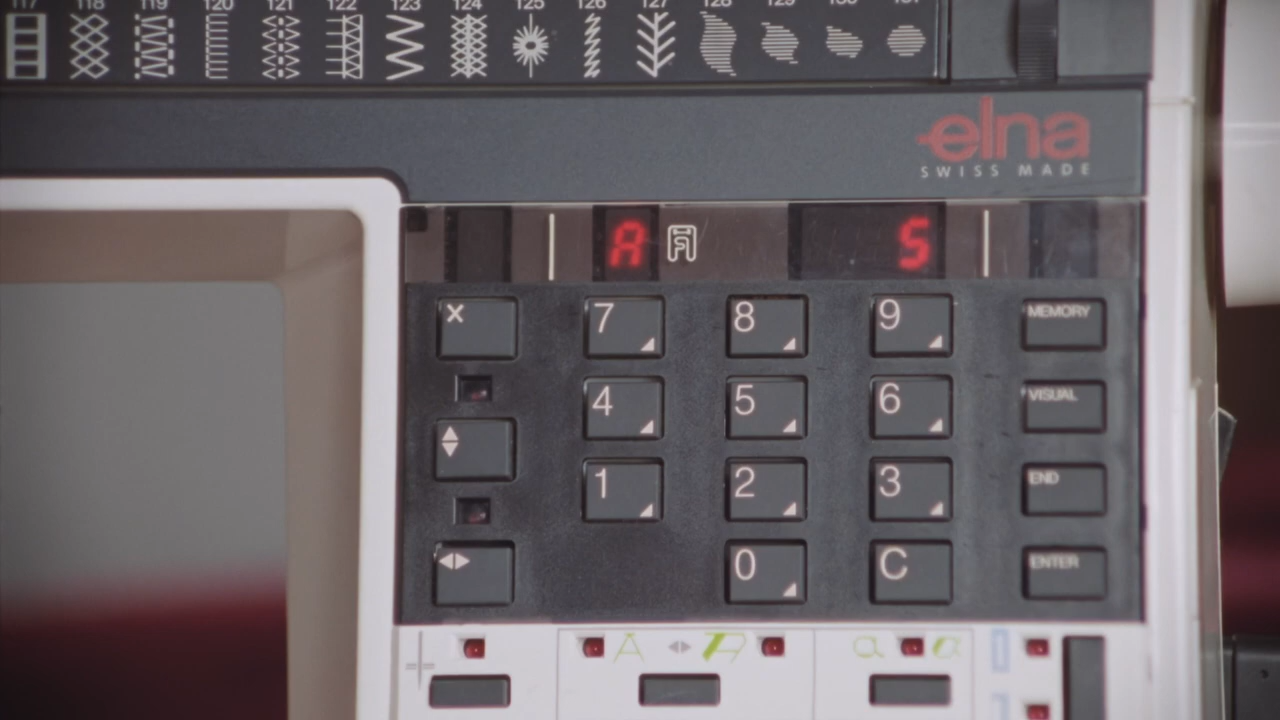 117 118 119 120 121 122 123 124 125 126 127 128 129 130 131
elna
SWISS MADE
A 5
× 7 8 9 MEMORY
4 5 6 VISUAL
1 2 3 END
0 C ENTER
A A a a